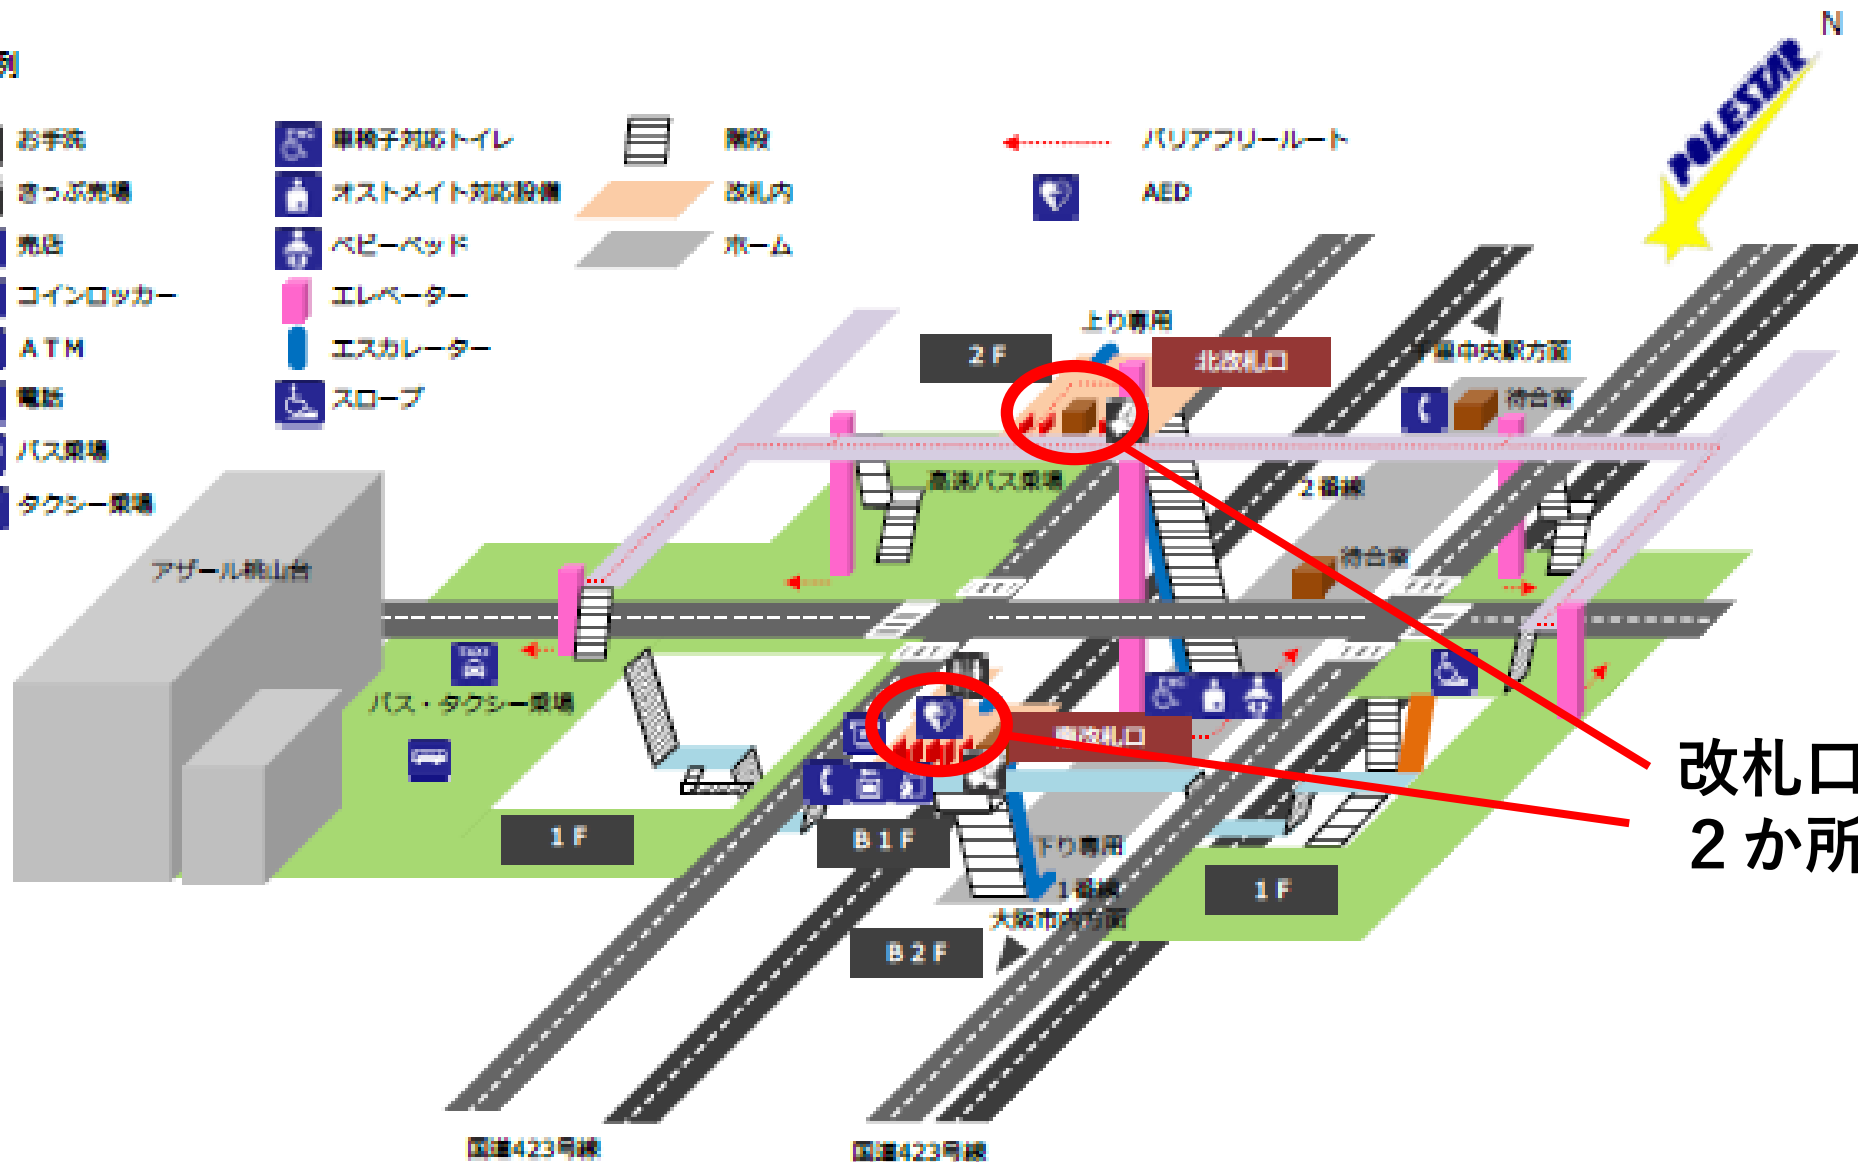 例
お手洗
きっぷ売場
売店
コインロッカー
ATM
電話
バス乗場
タクシー乗場
車椅子対応トイレ
オストメイト対応設備
ベビーベッド
エレベーター
エスカレーター
スロープ
階段
改札内
ホーム
バリアフリールート
AED
N
POLESTAR
上り専用
2F
北改札口
千里中央駅方面
待合室
高速バス乗場
2番線
待合室
アザール桃山台
TAXI
バス・タクシー乗場
南改札口
1F
B1F
下り専用
1番線
大阪市内方面
1F
B2F
改札口
２か所
国道423号線
国道423号線